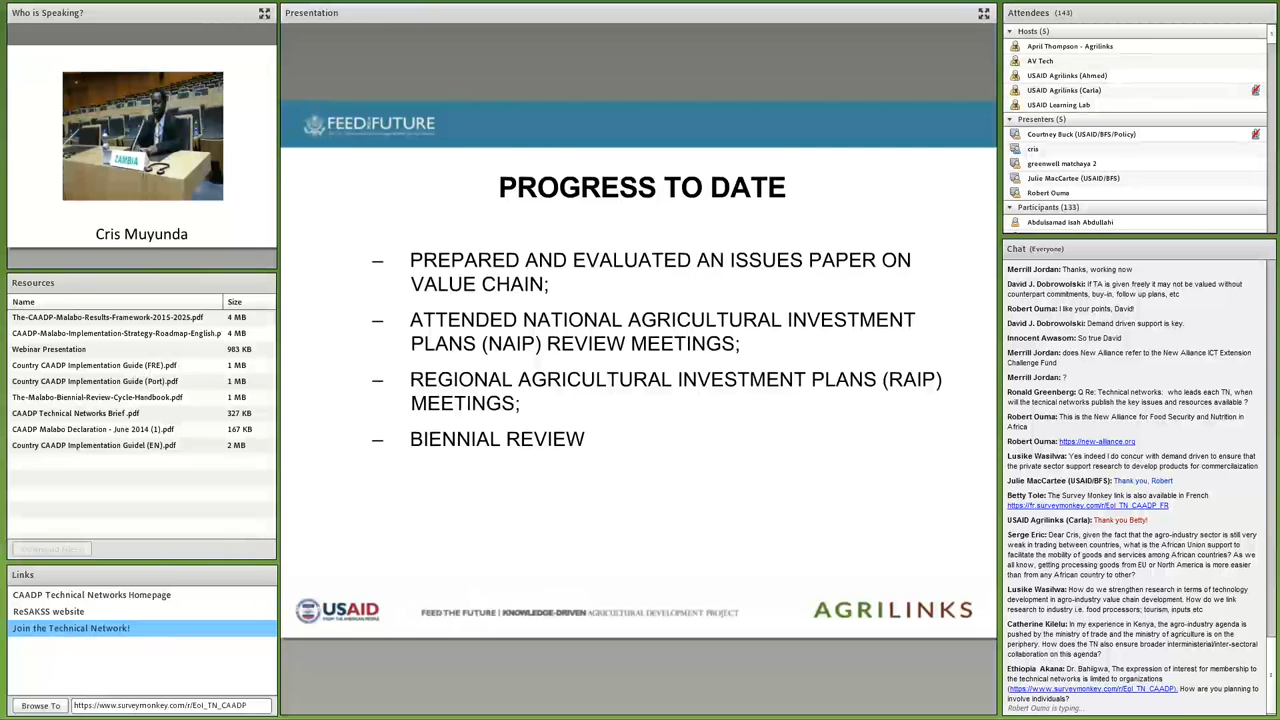 Who is Speaking?
ZAMBIA
Cris Muyunda
Resources
Name Size
The-CAADP-Malabo-Results-Framework-2015-2025.pdf 4 MB
CAADP-Malabo-Implementation-Strategy-Roadmap-English.p 4 MB
Webinar Presentation 983 KB
Country CAADP Implementation Guide (FRE).pdf 1 MB
Country CAADP Implementation Guide (Port).pdf 1 MB
The-Malabo-Biennial-Review-Cycle-Handbook.pdf 1 MB
CAADP Technical Networks Brief .pdf 327 KB
CAADP Malabo Declaration - June 2014 (1).pdf 167 KB
Country CAADP Implementation Guidel (EN).pdf 2 MB
Links
CAADP Technical Networks Homepage
ReSAKSS website
Join the Technical Network!
Browse To https://www.surveymonkey.com/r/EoI_TN_CAADP
Presentation
FEED THE FUTURE
PROGRESS TO DATE
– PREPARED AND EVALUATED AN ISSUES PAPER ON
VALUE CHAIN;
– ATTENDED NATIONAL AGRICULTURAL INVESTMENT
PLANS (NAIP) REVIEW MEETINGS;
– REGIONAL AGRICULTURAL INVESTMENT PLANS (RAIP)
MEETINGS;
– BIENNIAL REVIEW
USAID
FROM THE AMERICAN PEOPLE
FEED THE FUTURE | KNOWLEDGE-DRIVEN AGRICULTURAL DEVELOPMENT PROJECT
AGRILINKS
Attendees (143)
Hosts (5)
April Thompson - Agrilinks
AV Tech
USAID Agrilinks (Ahmed)
USAID Agrilinks (Carla)
USAID Learning Lab
Presenters (5)
Courtney Buck (USAID/BFS/Policy)
cris
greenwell matchaya 2
Julie MacCartee (USAID/BFS)
Robert Ouma
Participants (133)
Abdulsamad Isah Abdullahi
Chat (Everyone)
Merrill Jordan: Thanks, working now
David J. Dobrowolski: If TA is given freely it may not be valued without
counterpart commitments, buy-in, follow up plans, etc
Robert Ouma: I like your points, David!
David J. Dobrowolski: Demand driven support is key.
Innocent Awasom: So true David
Merrill Jordan: does New Alliance refer to the New Alliance ICT Extension
Challenge Fund
Merrill Jordan: ?
Ronald Greenberg: Q Re: Technical networks: who leads each TN, when
will the tecnical networks publish the key issues and resources available ?
Robert Ouma: This is the New Alliance for Food Security and Nutrition in
Africa
Robert Ouma: https://new-alliance.org
Lusike Wasilwa: Yes indeed I do concur with demand driven to ensure that
the private sector support research to develop products for commercilaization
Julie MacCartee (USAID/BFS): Thank you, Robert
Betty Tole: The Survey Monkey link is also available in French
https://fr.surveymonkey.com/r/EoI_TN_CAADP_FR
USAID Agrilinks (Carla): Thank you Betty!
Serge Eric: Dear Cris, given the fact that the agro-industry sector is still very
weak in trading between countries, what is the African Union support to
facilitate the mobility of goods and services among African countries? As we
all know, getting processing goods from EU or North America is more easier
than from any African country to other?
Lusike Wasilwa: How do we strengthen research in terms of technology
development in agro-industry value chain development. How do we link
research to industry i.e. food processors; tourism, inputs etc
Catherine Kilelu: In my experience in Kenya, the agro-industry agenda is
pushed by the ministry of trade and the ministry of agriculture is on the
periphery. How does the TN also ensure broader interministerial/inter-sectoral
collaboration on this agenda?
Ethiopia Akana: Dr. Bahiigwa, The expression of interest for membership to
the technical networks is limited to organizations
(https://www.surveymonkey.com/r/EoI_TN_CAADP). How are you planning to
involve individuals?
Robert Ouma is typing...